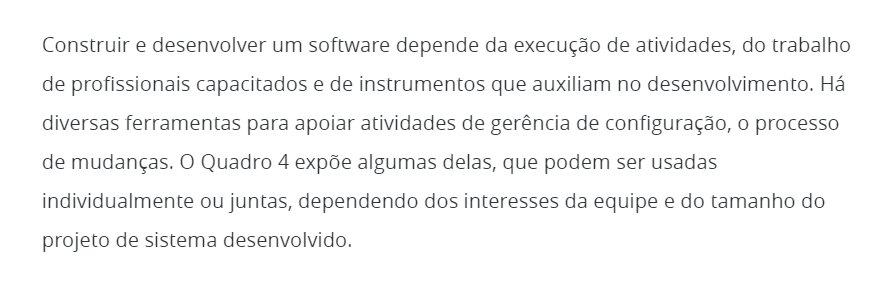 Construir e desenvolver um software depende da execução de atividades, do trabalho
de profissionais capacitados e de instrumentos que auxiliam no desenvolvimento. Há
diversas ferramentas para apoiar atividades de gerência de configuração, o processo
de mudanças. O Quadro 4 expõe algumas delas, que podem ser usadas
individualmente ou juntas, dependendo dos interesses da equipe e do tamanho do
projeto de sistema desenvolvido.